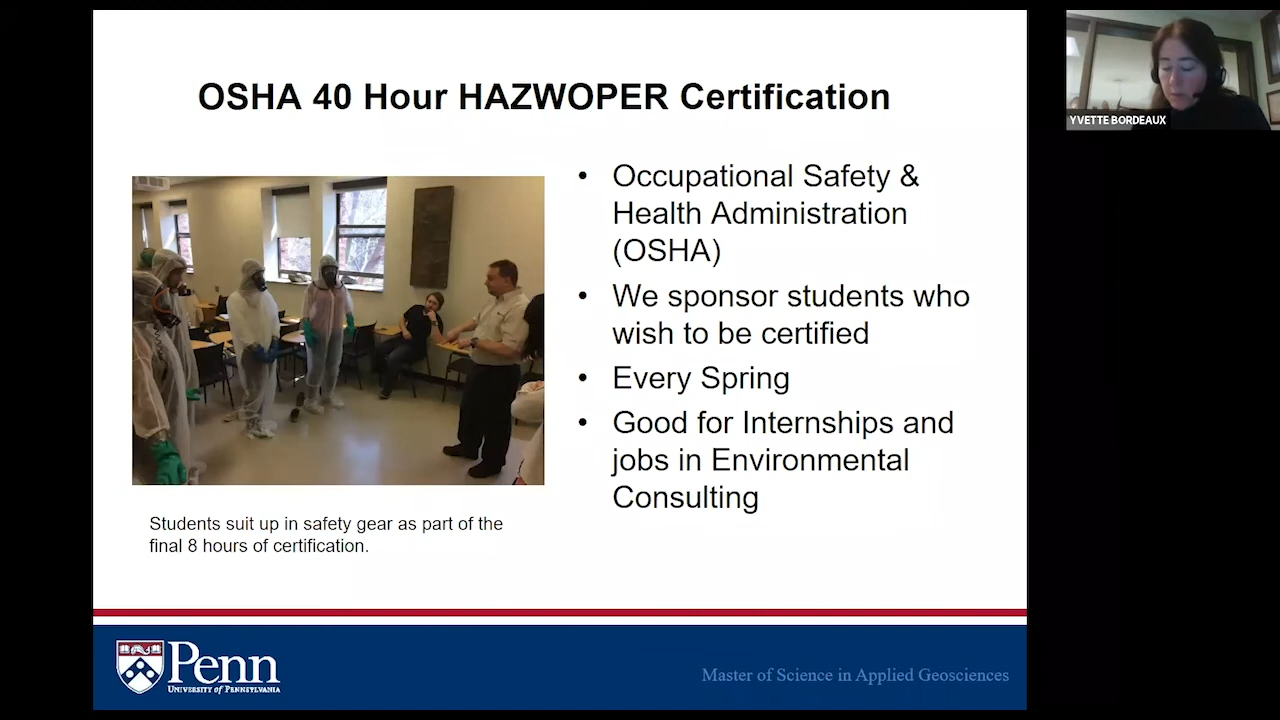 OSHA 40 Hour HAZWOPER Certification
YVETTE BORDEAUX
• Occupational Safety &
Health Administration
(OSHA)
• We sponsor students who
wish to be certified
• Every Spring
• Good for Internships and
jobs in Environmental
Consulting
Students suit up in safety gear as part of the
final 8 hours of certification.
Penn
UNIVERSITY of PENNSYLVANIA
Master of Science in Applied Geosciences